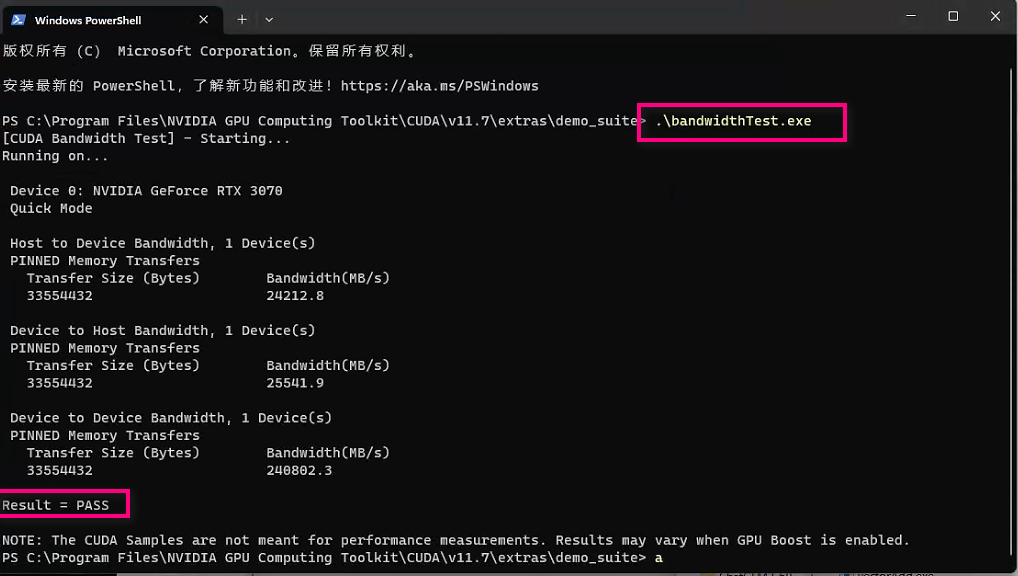 Windows PowerShell
版权所有 (C)  Microsoft Corporation。保留所有权利。
安装最新的 PowerShell，了解新功能和改进！https://aka.ms/PSWindows
PS C:\Program Files\NVIDIA GPU Computing Toolkit\CUDA\v11.7\extras\demo_suite> .\bandwidthTest.exe
[CUDA Bandwidth Test] - Starting...
Running on...
Device 0: NVIDIA GeForce RTX 3070
Quick Mode
Host to Device Bandwidth, 1 Device(s)
PINNED Memory Transfers
Transfer Size (Bytes)        Bandwidth(MB/s)
33554432                     24212.8
Device to Host Bandwidth, 1 Device(s)
PINNED Memory Transfers
Transfer Size (Bytes)        Bandwidth(MB/s)
33554432                     25541.9
Device to Device Bandwidth, 1 Device(s)
PINNED Memory Transfers
Transfer Size (Bytes)        Bandwidth(MB/s)
33554432                     240802.3
Result = PASS
NOTE: The CUDA Samples are not meant for performance measurements. Results may vary when GPU Boost is enabled.
PS C:\Program Files\NVIDIA GPU Computing Toolkit\CUDA\v11.7\extras\demo_suite> a